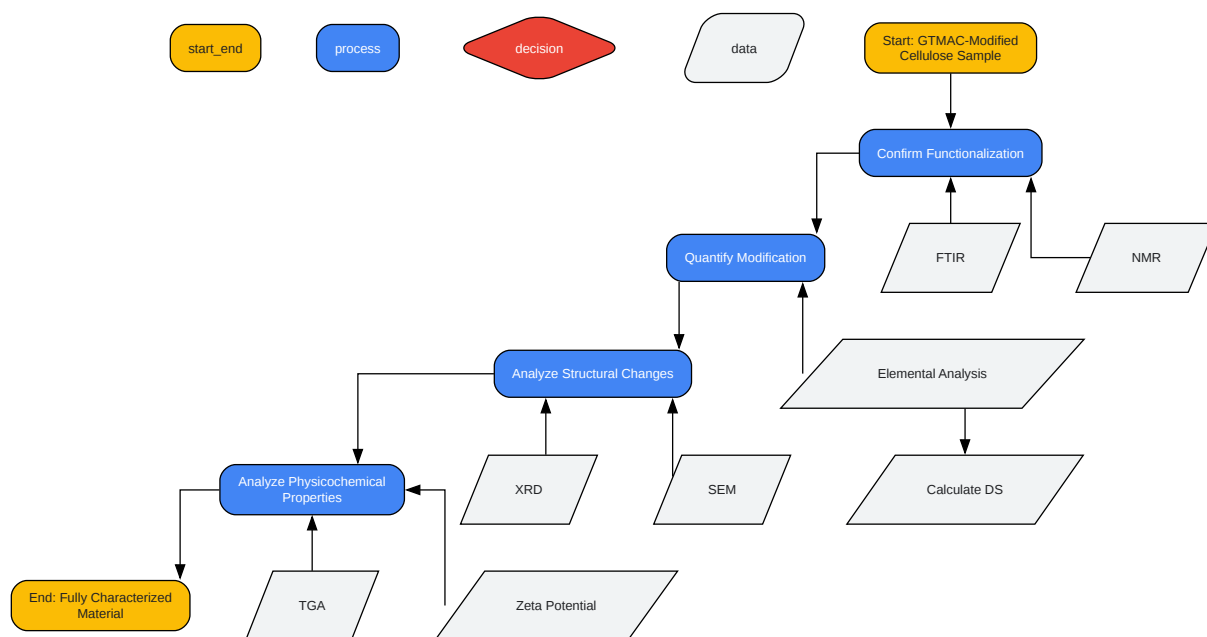 start_end
process
decision
data
Start: GTMAC-Modified
Cellulose Sample
Confirm Functionalization
Quantify Modification
FTIR
NMR
Analyze Structural Changes
Elemental Analysis
Analyze Physicochemical
Properties
XRD
SEM
Calculate DS
End: Fully Characterized
Material
TGA
Zeta Potential